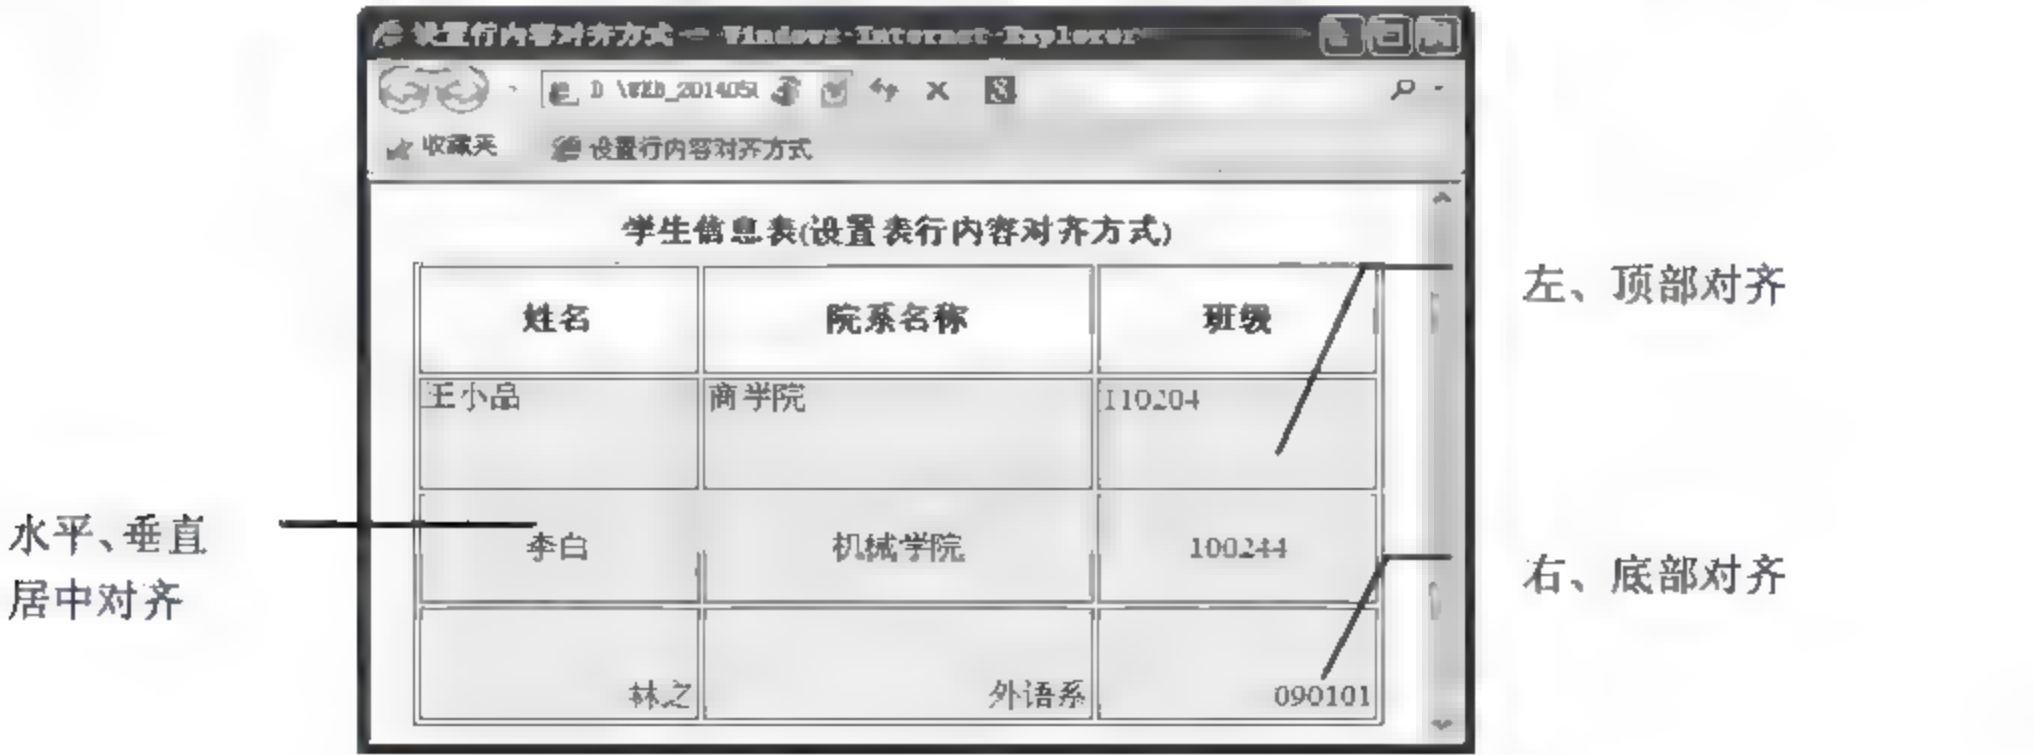 设置行内容对齐方式 - Windows Internet Explorer
收藏夹 设置行内容对齐方式
学生信息表(设置表行内容对齐方式)
姓名 院系名称 班级
王小品 商学院 110204
李白 机械学院 100244
林之 外语系 090101
左、顶部对齐
水平、垂直
居中对齐
右、底部对齐